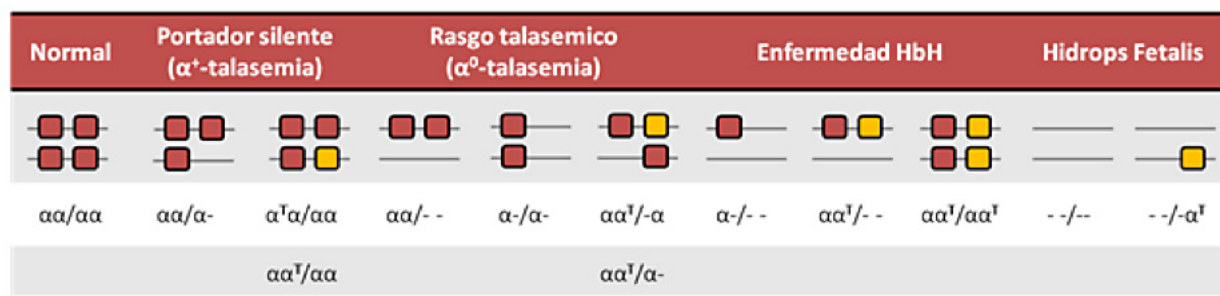 Normal
Portador silente
(α⁺-talasemia)
Rasgo talasemico
(α⁰-talasemia)
Enfermedad HbH
Hidrops Fetalis
αα/αα αα/α- αᵀα/αα αα/- - α-/α- ααᵀ/-α α-/- - ααᵀ/- - ααᵀ/ααᵀ - -/-- - -/-αᵀ
ααᵀ/αα ααᵀ/α-